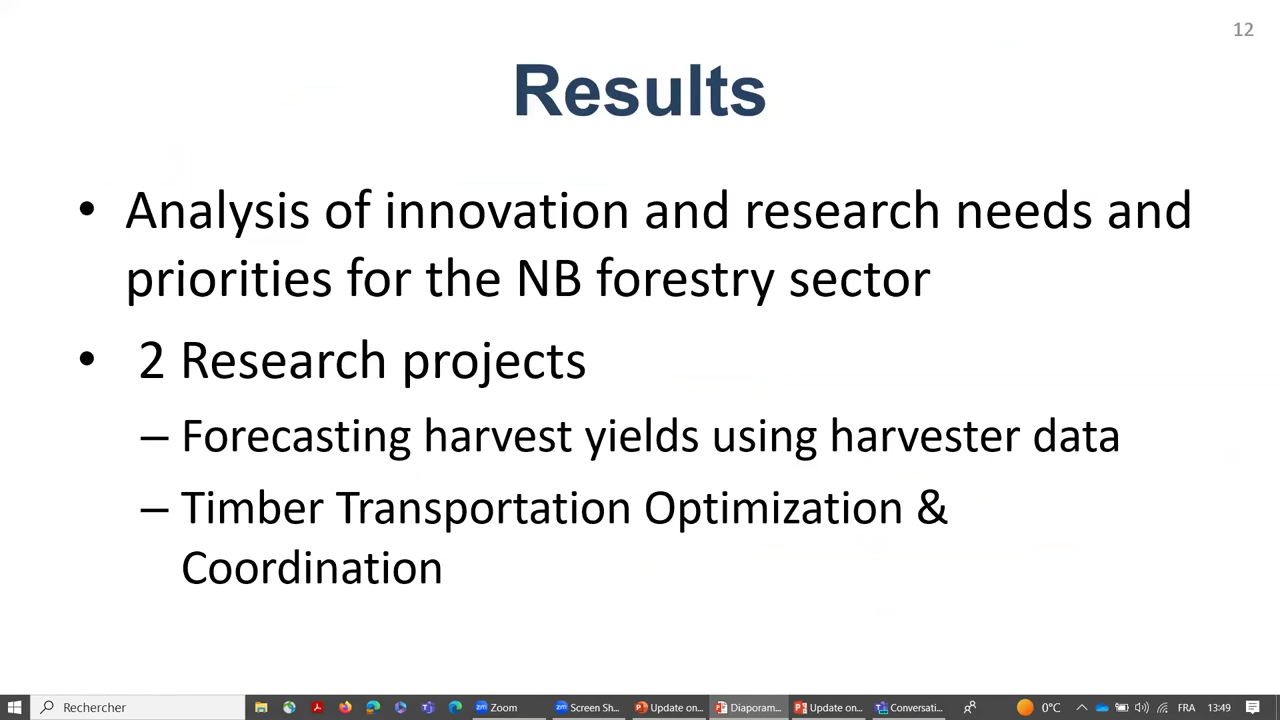 12
Results
• Analysis of innovation and research needs and
priorities for the NB forestry sector
• 2 Research projects
– Forecasting harvest yields using harvester data
– Timber Transportation Optimization &
Coordination
Rechercher
Zoom
Screen Sh...
Update on...
Diaporam...
Update on...
Conversati...
0°C
FRA
13:49